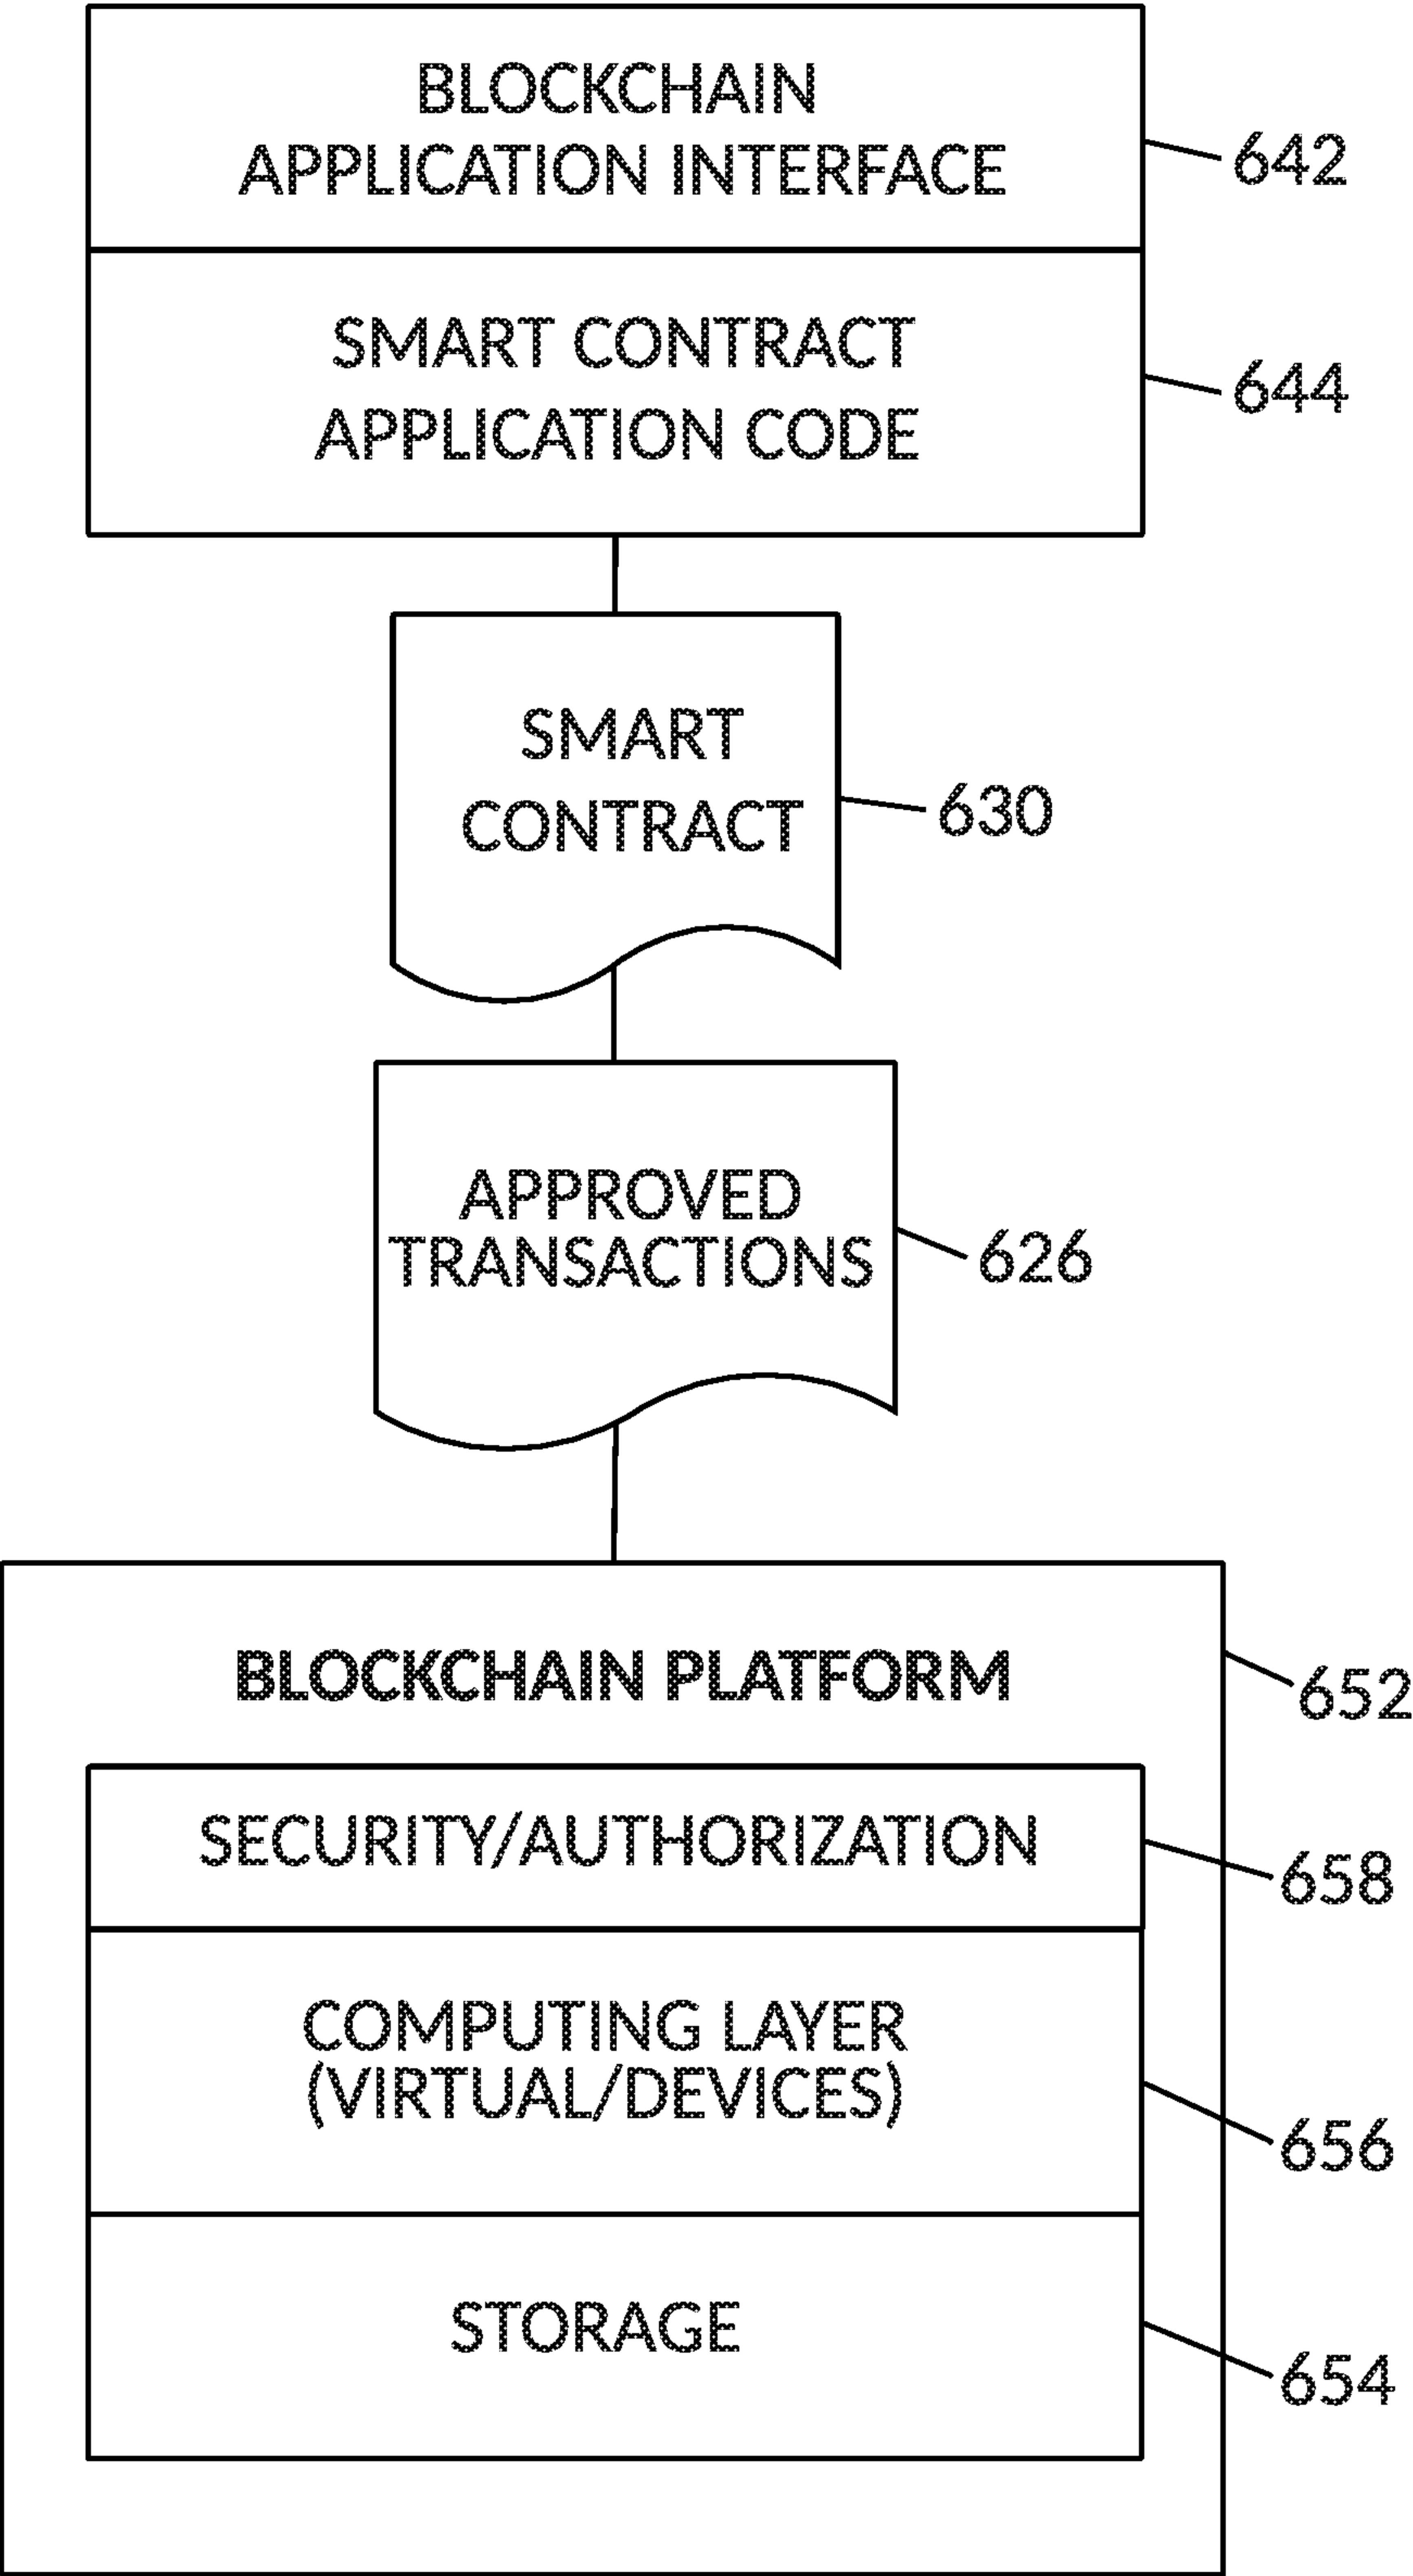 BLOCKCHAIN
APPLICATION INTERFACE
642
SMART CONTRACT
APPLICATION CODE
644
SMART
CONTRACT
630
APPROVED
TRANSACTIONS
626
BLOCKCHAIN PLATFORM
652
SECURITY/AUTHORIZATION
658
COMPUTING LAYER
(VIRTUAL/DEVICES)
656
STORAGE
654